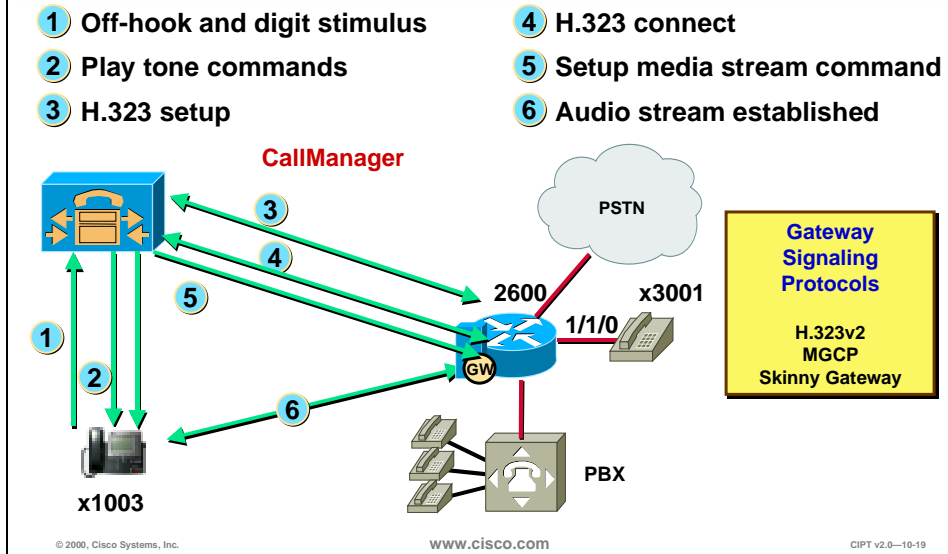 1 Off-hook and digit stimulus
2 Play tone commands
3 H.323 setup
4 H.323 connect
5 Setup media stream command
6 Audio stream established
CallManager
3
4
5
1
2
6
x1003
PSTN
2600
x3001
1/1/0
GW
PBX
Gateway
Signaling
Protocols
H.323v2
MGCP
Skinny Gateway
© 2000, Cisco Systems, Inc.
www.cisco.com
CIPT v2.0—10-19